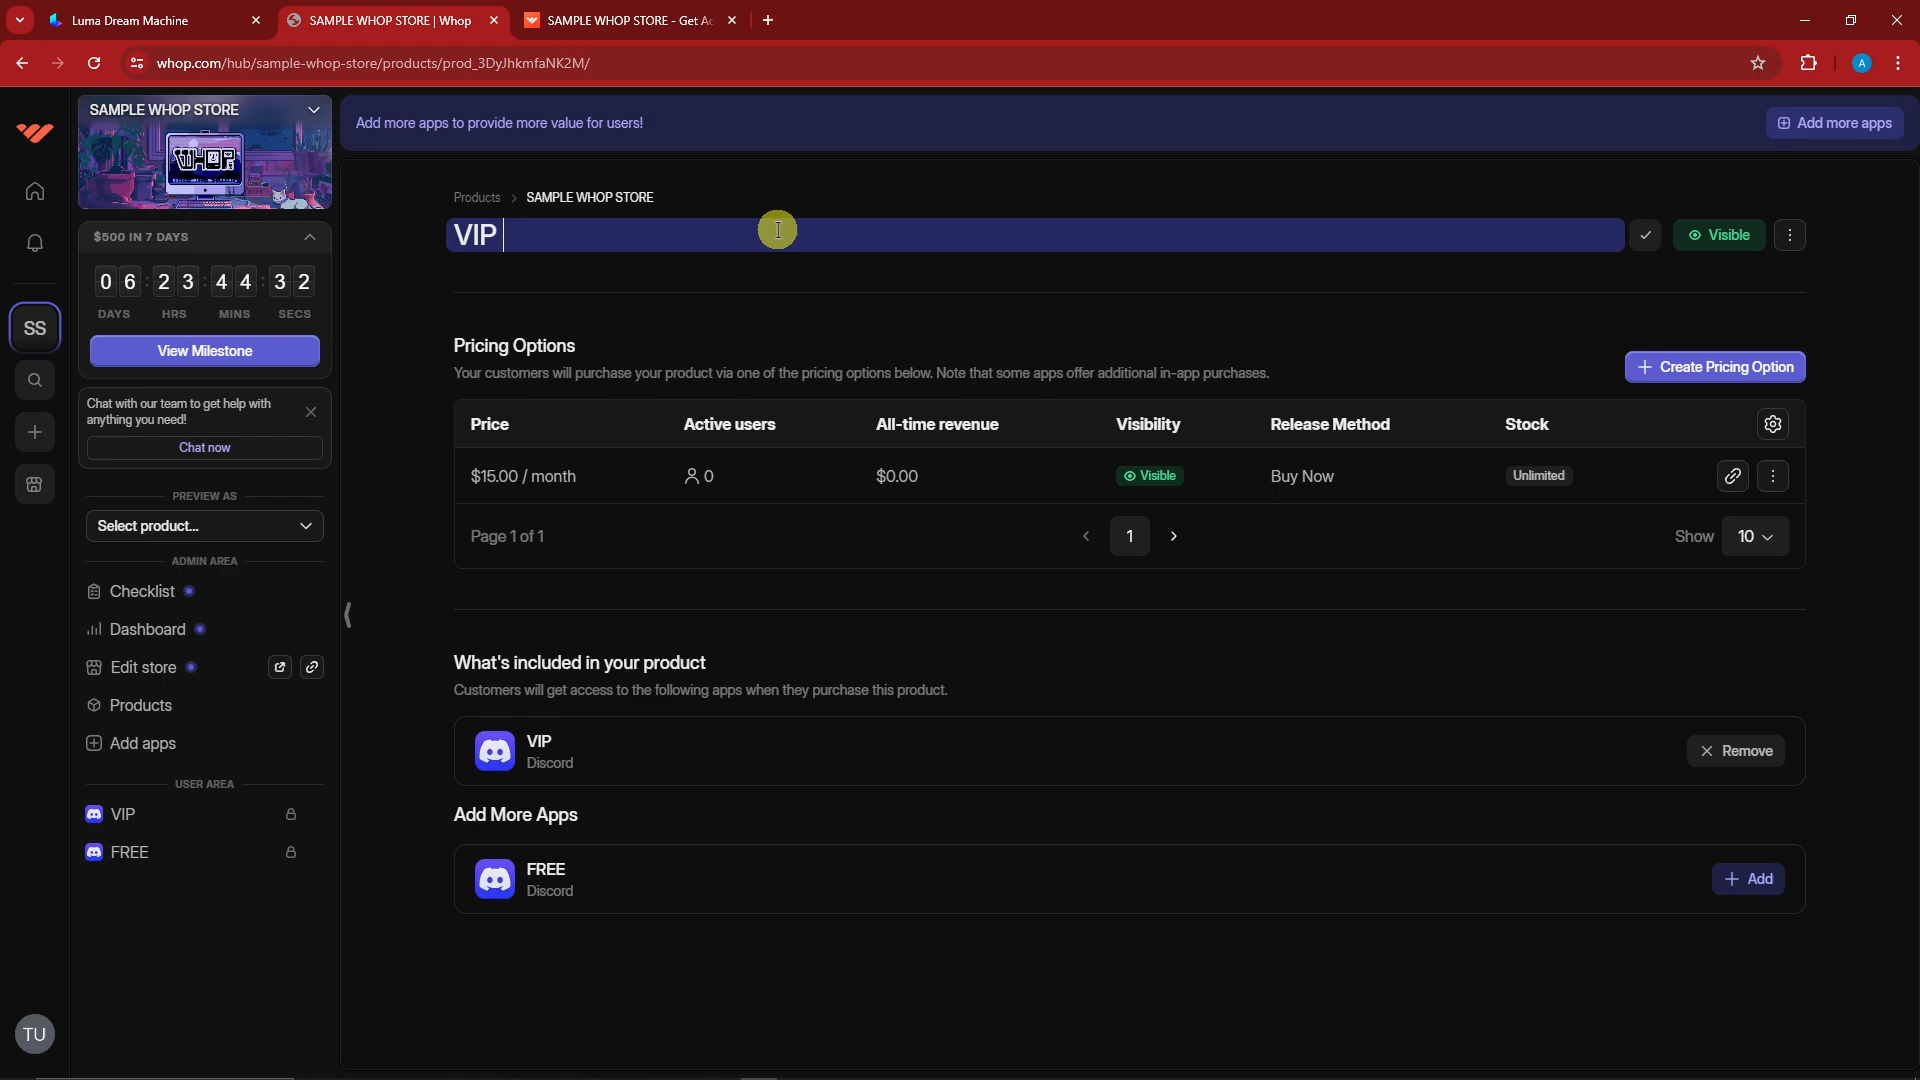 Luma Dream Machine
SAMPLE WHOP STORE | Whop
SAMPLE WHOP STORE - Get Ac
whop.com/hub/sample-whop-store/products/prod_3DyJhkmfaNK2M/
A
SAMPLE WHOP STORE
WHOP
Add more apps to provide more value for users!
Add more apps
$500 IN 7 DAYS
06 : 23 : 44 : 32
DAYS HRS MINS SECS
View Milestone
SS
Chat with our team to get help with
anything you need!
Chat now
PREVIEW AS
Select product...
ADMIN AREA
Checklist
Dashboard
Edit store
Products
Add apps
USER AREA
VIP
FREE
TU
Products > SAMPLE WHOP STORE
VIP
Visible
Pricing Options
Your customers will purchase your product via one of the pricing options below. Note that some apps offer additional in-app purchases.
Create Pricing Option
Price Active users All-time revenue Visibility Release Method Stock
$15.00 / month 0 $0.00 Visible Buy Now Unlimited
Page 1 of 1 1 Show 10
What's included in your product
Customers will get access to the following apps when they purchase this product.
VIP
Discord
Remove
Add More Apps
FREE
Discord
Add